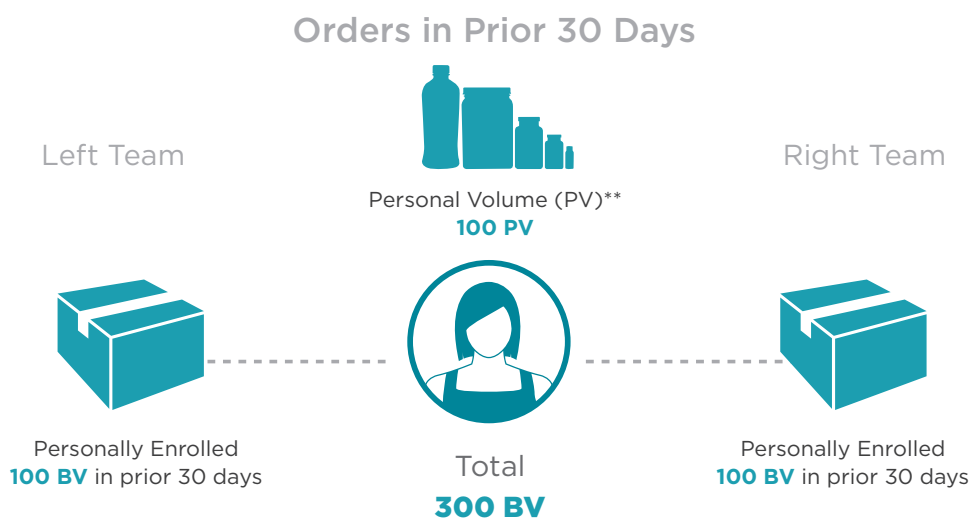 Orders in Prior 30 Days
Left Team
Right Team
Personal Volume (PV)**
100 PV
Personally Enrolled
100 BV in prior 30 days
Total
300 BV
Personally Enrolled
100 BV in prior 30 days